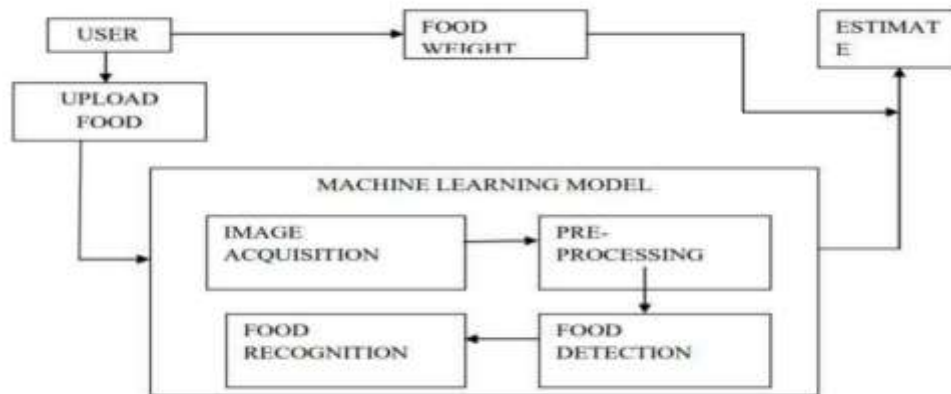 USER
FOOD
WEIGHT
ESTIMAT
E
UPLOAD
FOOD
MACHINE LEARNING MODEL
IMAGE
ACQUISITION
PRE-
PROCESSING
FOOD
RECOGNITION
FOOD
DETECTION